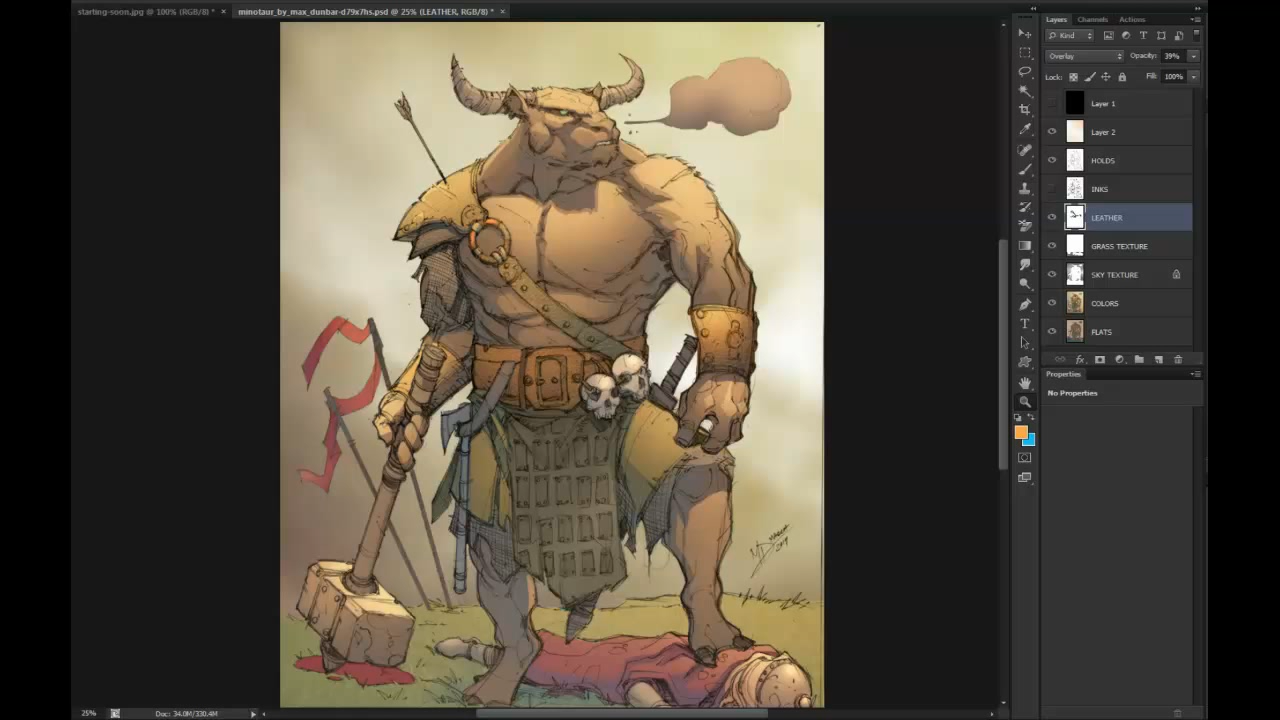 starting-soon.jpg @ 100% (RGB/8) * ×
minotaur_by_max_dunbar-d79x7hs.psd @ 25% (LEATHER, RGB/8) * ×
Layers Channels Actions
Kind
Overlay Opacity: 39%
Lock: Fill: 100%
Layer 1
Layer 2
HOLDS
INKS
LEATHER
GRASS TEXTURE
SKY TEXTURE
COLORS
FLATS
fx
Properties
No Properties
25% Doc: 34.0M/330.4M